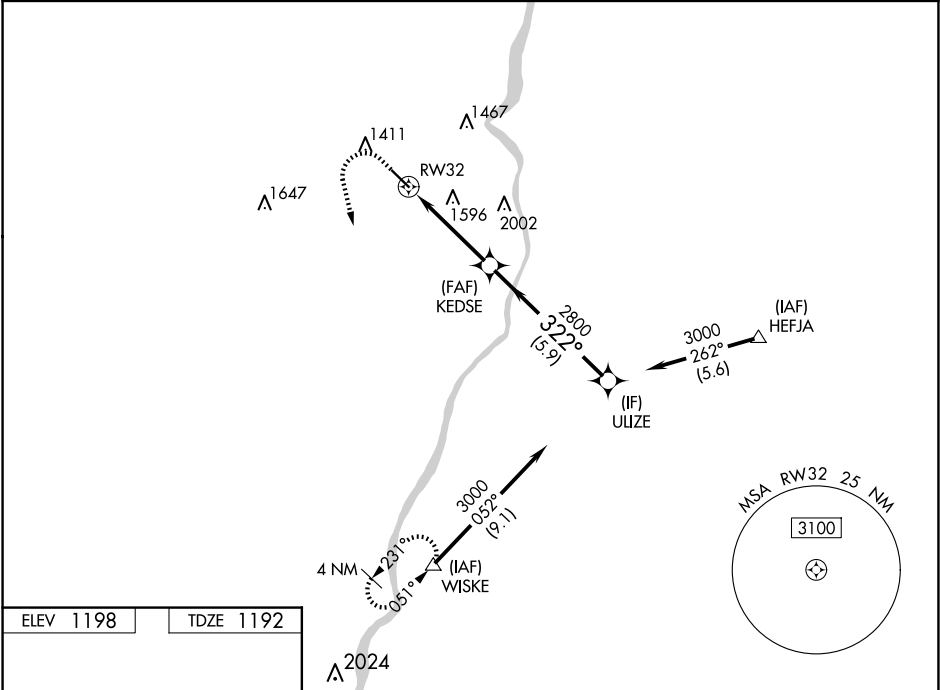 1467
1411
RW32
1647
1596
2002
(FAF)
KEDSE
2800
322°
(5.9)
(IAF)
HEFJA
3000
262°
(5.6)
(IF)
ULIZE
3000
052°
(9.1)
4 NM
231°
051°
(IAF)
WISKE
MSA RW32 25 NM
3100
ELEV 1198
TDZE 1192
2024